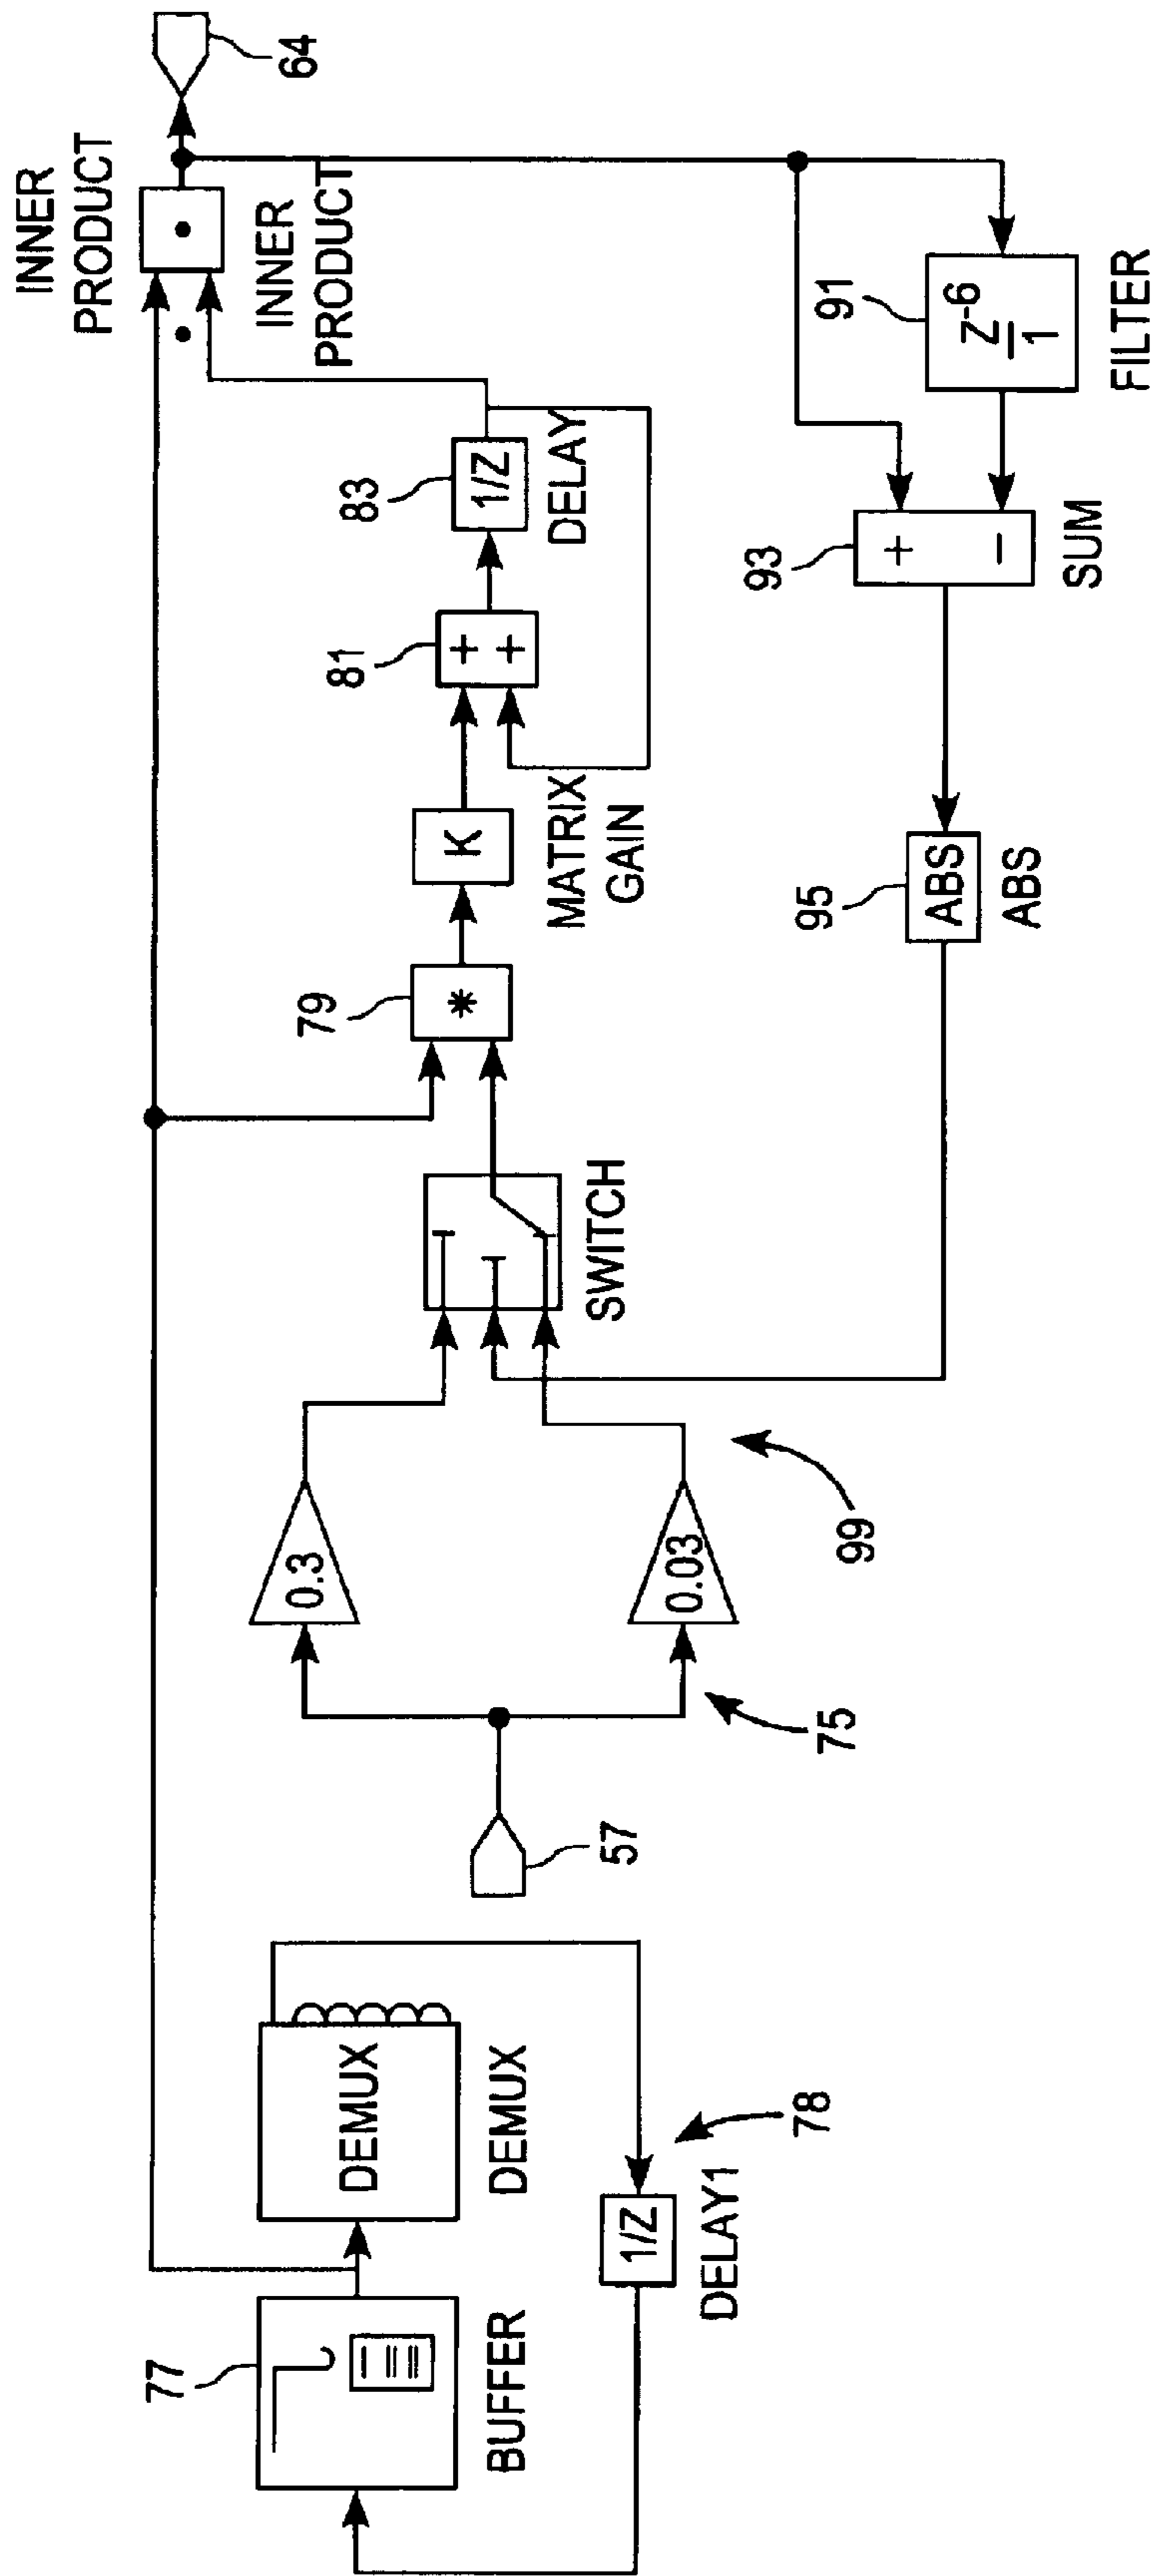 INNER
PRODUCT
64
•
•
INNER
PRODUCT
91
Z-6
1
FILTER
83
1/Z
DELAY
93
+
−
SUM
81
+
+
K
MATRIX
GAIN
95
ABS
ABS
79
*
SWITCH
0.3
0.03
99
75
57
DEMUX
DEMUX
78
1/Z
DELAY1
77
BUFFER